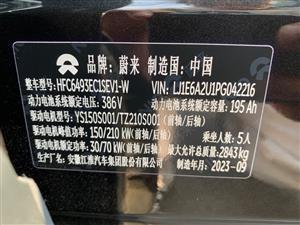 品牌: 蔚来 制造国: 中国
整车型号: HFC6493EC1SEV1-W VIN: LJ1E6A2U1PG042216
动力电池系统额定电压: 386 V 动力电池系统额定容量: 195 Ah
驱动电机型号: YS150S001/TZ210S001 (前轴/后轴)
驱动电机峰值功率: 150/210 kW (前轴/后轴) 乘坐人数: 5人
驱动电机额定功率: 30/70 kW (前轴/后轴) 最大允许总质量: 2843 kg
安徽江淮汽车集团股份有限公司 制造年月: 2023-09